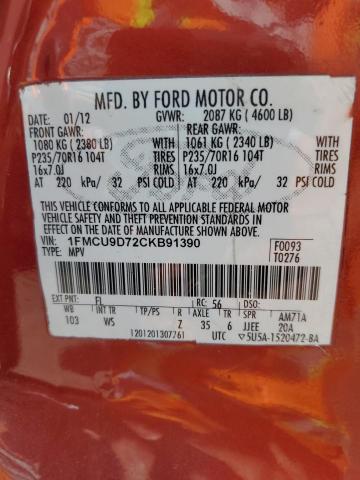 MFD. BY FORD MOTOR CO.
DATE: 01/12 GVWR: 2087 KG ( 4600 LB)
FRONT GAWR: REAR GAWR:
1080 KG ( 2380 LB) WITH 1061 KG ( 2340 LB) WITH
P235/70R16 104T TIRES P235/70R16 104T TIRES
16x7.0J RIMS 16x7.0J RIMS
AT 220 kPa/ 32 PSI COLD AT 220 kPa/ 32 PSI COLD
THIS VEHICLE CONFORMS TO ALL APPLICABLE FEDERAL MOTOR
VEHICLE SAFETY AND THEFT PREVENTION STANDARDS IN
EFFECT ON THE DATE OF MANUFACTURE SHOWN ABOVE.
VIN: 1FMCU9D72CKB91390 F0093
TYPE: MPV T0276
EXT PNT: FL RC: 56 DSO:
WB INT TR AXLE TR SPR AM71A
103 WS Z 35 6 JJEE 20A
1201201307761 UTC 5U5A-1520472-BA